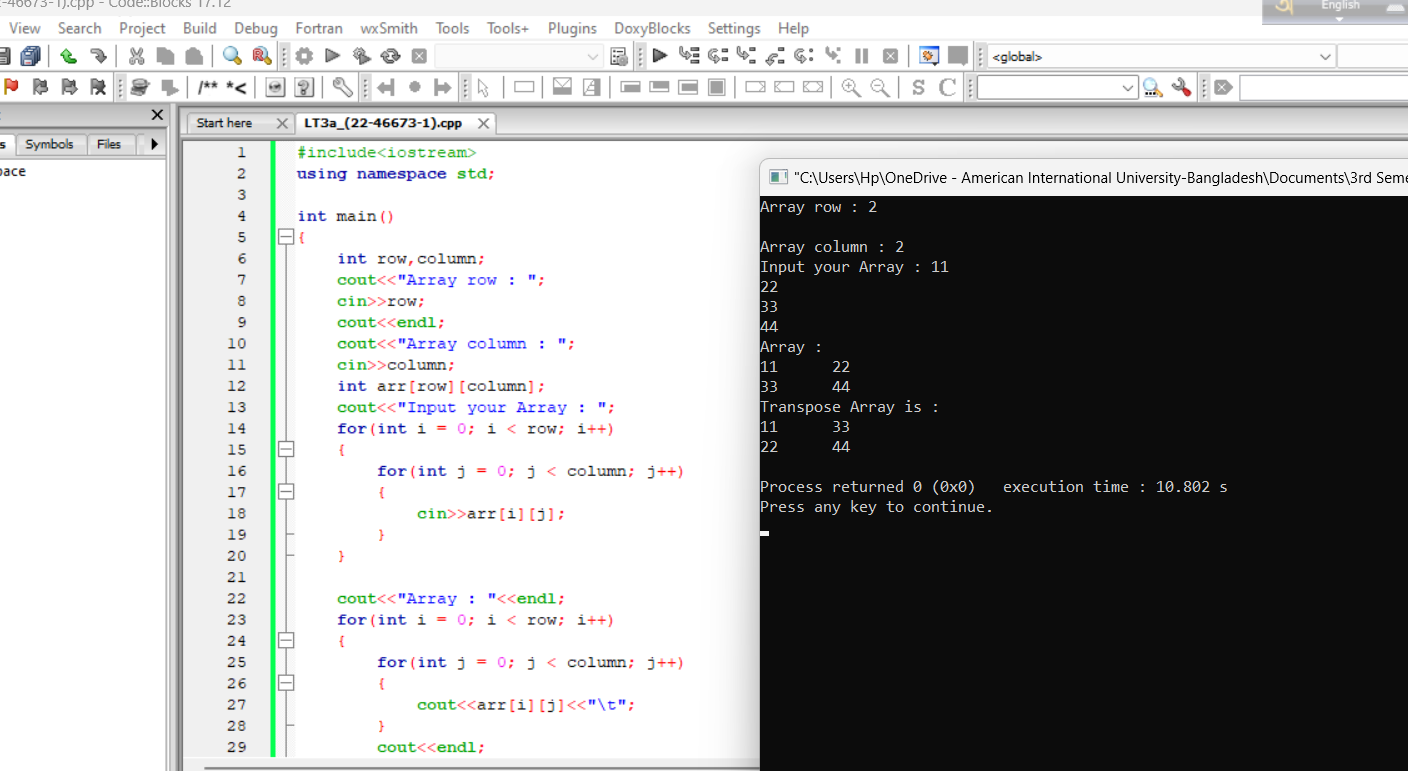 -46673-1).cpp - Code::Blocks 17.12
English
View Search Project Build Debug Fortran wxSmith Tools Tools+ Plugins DoxyBlocks Settings Help
<global>
/** *<
S C
Start here LT3a_(22-46673-1).cpp
s Symbols Files
pace
1 #include<iostream>
2 using namespace std;
3
4 int main()
5 {
6 int row,column;
7 cout<<"Array row : ";
8 cin>>row;
9 cout<<endl;
10 cout<<"Array column : ";
11 cin>>column;
12 int arr[row][column];
13 cout<<"Input your Array : ";
14 for(int i = 0; i < row; i++)
15 {
16 for(int j = 0; j < column; j++)
17 {
18 cin>>arr[i][j];
19 }
20 }
21
22 cout<<"Array : "<<endl;
23 for(int i = 0; i < row; i++)
24 {
25 for(int j = 0; j < column; j++)
26 {
27 cout<<arr[i][j]<<"\t";
28 }
29 cout<<endl;
"C:\Users\Hp\OneDrive - American International University-Bangladesh\Documents\3rd Seme
Array row : 2
Array column : 2
Input your Array : 11
22
33
44
Array :
11 22
33 44
Transpose Array is :
11 33
22 44
Process returned 0 (0x0) execution time : 10.802 s
Press any key to continue.